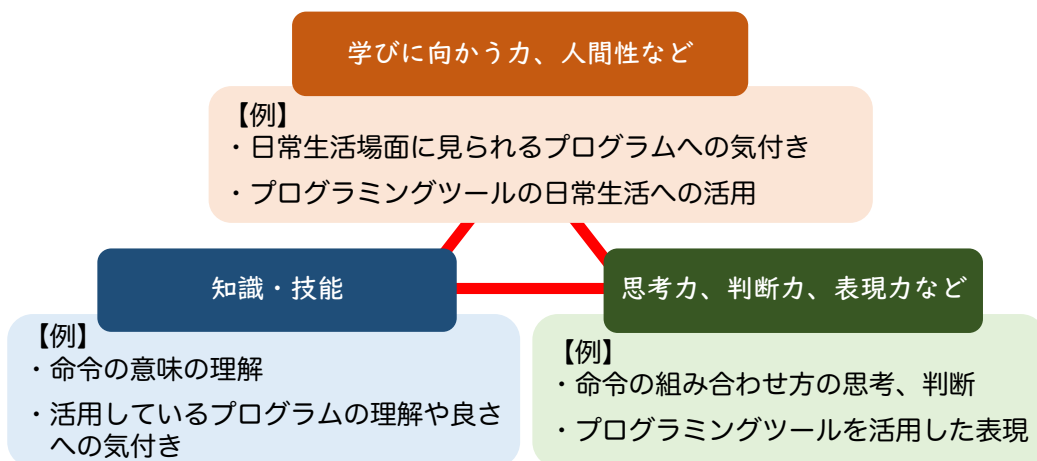 学びに向かう力、人間性など
【例】
・日常生活場面に見られるプログラムへの気付き
・プログラミングツールの日常生活への活用
知識・技能
【例】
・命令の意味の理解
・活用しているプログラムの理解や良さ
への気付き
思考力、判断力、表現力など
【例】
・命令の組み合わせ方の思考、判断
・プログラミングツールを活用した表現